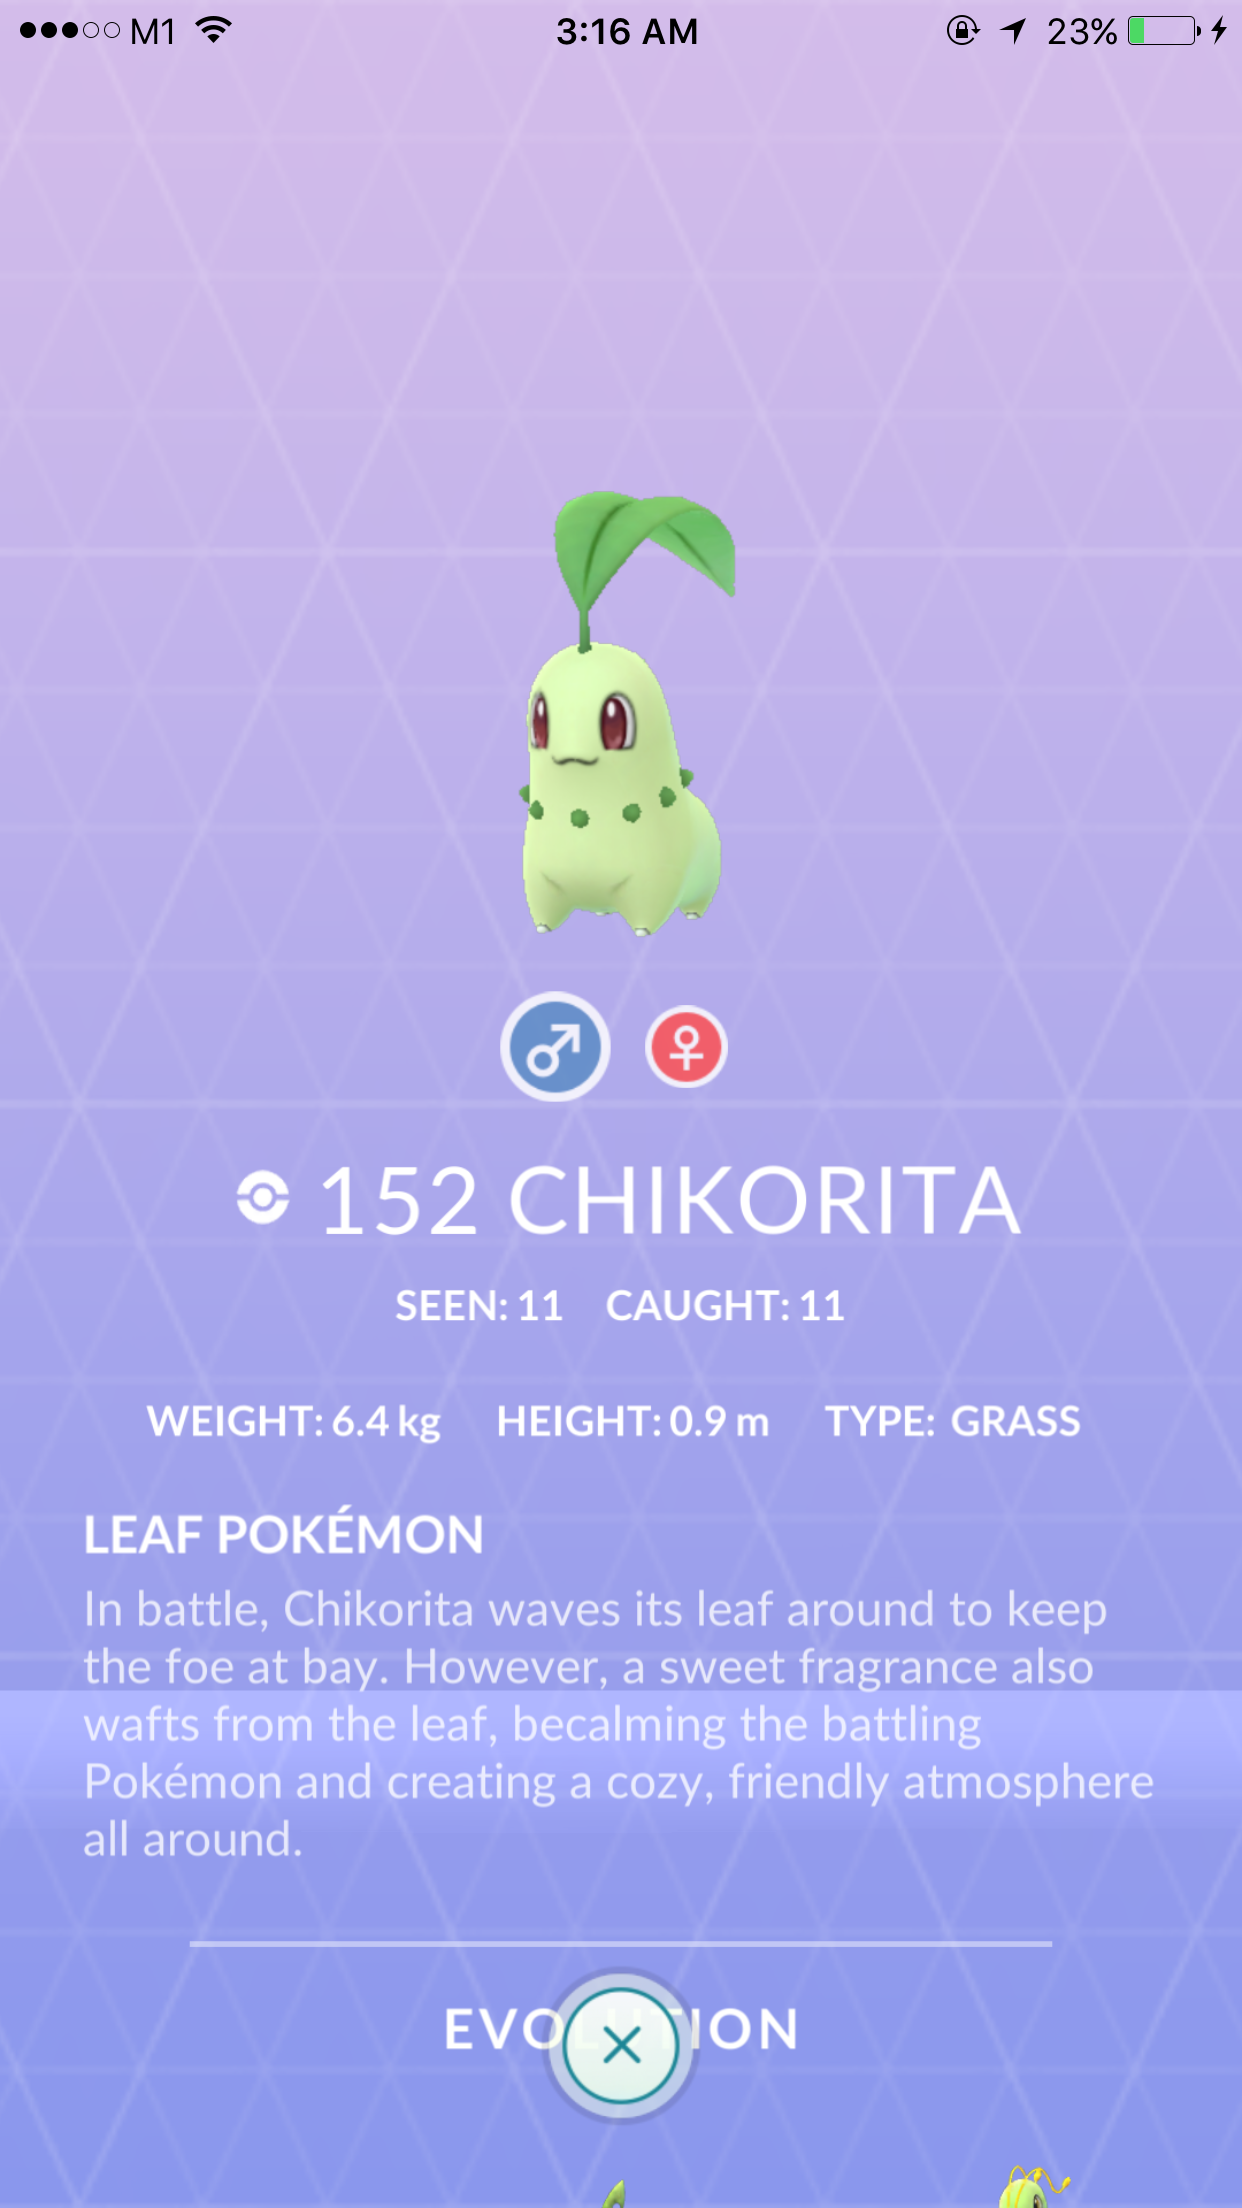 M1 3:16 AM 23%
152 CHIKORITA
SEEN: 11 CAUGHT: 11
WEIGHT: 6.4 kg HEIGHT: 0.9 m TYPE: GRASS
LEAF POKÉMON
In battle, Chikorita waves its leaf around to keep
the foe at bay. However, a sweet fragrance also
wafts from the leaf, becalming the battling
Pokémon and creating a cozy, friendly atmosphere
all around.
EVOLUTION